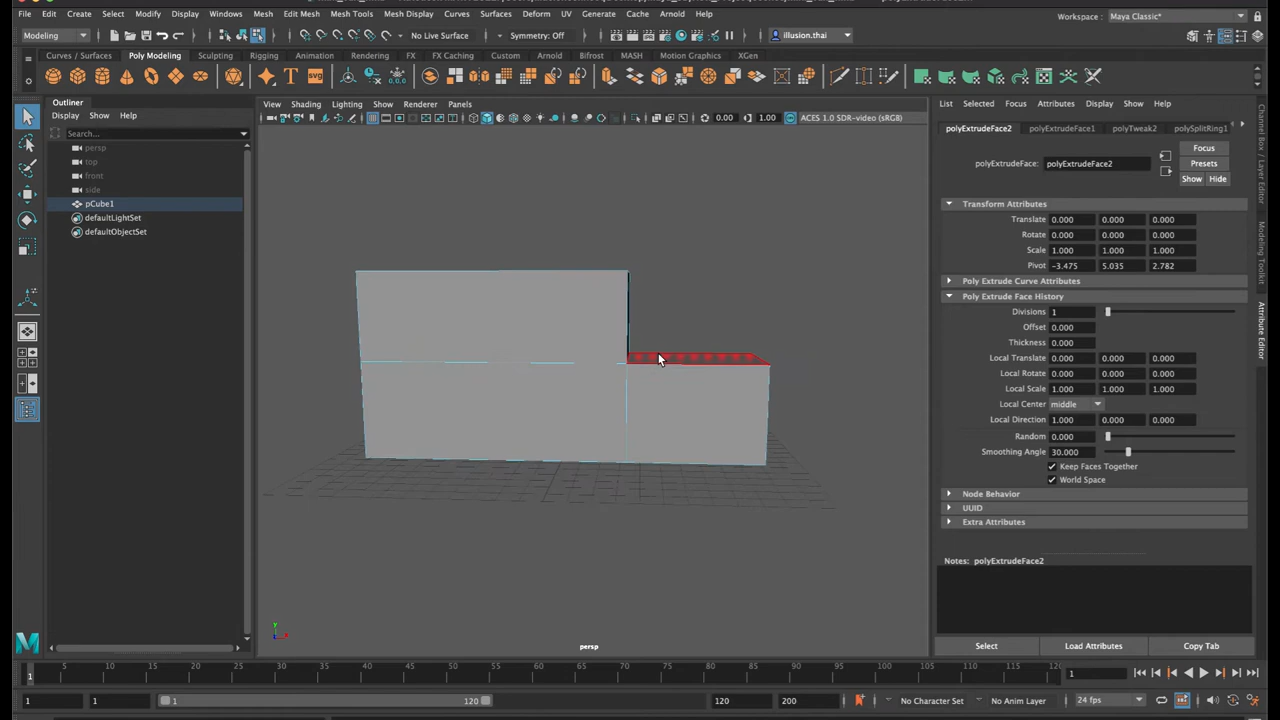 File Edit Create Select Modify Display Windows Mesh Edit Mesh Mesh Tools Mesh Display Curves Surfaces Deform UV Generate Cache Arnold Help
Workspace : Maya Classic*
Modeling
No Live Surface
Symmetry: Off
illusion.thai
Curves / Surfaces Poly Modeling Sculpting Rigging Animation Rendering FX FX Caching Custom Arnold Bifrost MASH Motion Graphics XGen
SVG
Outliner
Display Show Help
Search...
persp
top
front
side
pCube1
defaultLightSet
defaultObjectSet
View Shading Lighting Show Renderer Panels
0.00 1.00 ACES 1.0 SDR-video (sRGB)
persp
List Selected Focus Attributes Display Show Help
polyExtrudeFace2 polyExtrudeFace1 polyTweak2 polySplitRing1
Focus
polyExtrudeFace: polyExtrudeFace2
Presets
Show Hide
Transform Attributes
Translate 0.000 0.000 0.000
Rotate 0.000 0.000 0.000
Scale 1.000 1.000 1.000
Pivot -3.475 5.035 2.782
Poly Extrude Curve Attributes
Poly Extrude Face History
Divisions 1
Offset 0.000
Thickness 0.000
Local Translate 0.000 0.000 0.000
Local Rotate 0.000 0.000 0.000
Local Scale 1.000 1.000 1.000
Local Center middle
Local Direction 1.000 0.000 0.000
Random 0.000
Smoothing Angle 30.000
Keep Faces Together
World Space
Node Behavior
UUID
Extra Attributes
Notes: polyExtrudeFace2
Select Load Attributes Copy Tab
Channel Box / Layer Editor
Modeling Toolkit
Attribute Editor
5 10 15 20 25 30 35 40 45 50 55 60 65 70 75 80 85 90 95 100 105 110 115 120
1
1
1 1 1 120 120 200 No Character Set No Anim Layer 24 fps